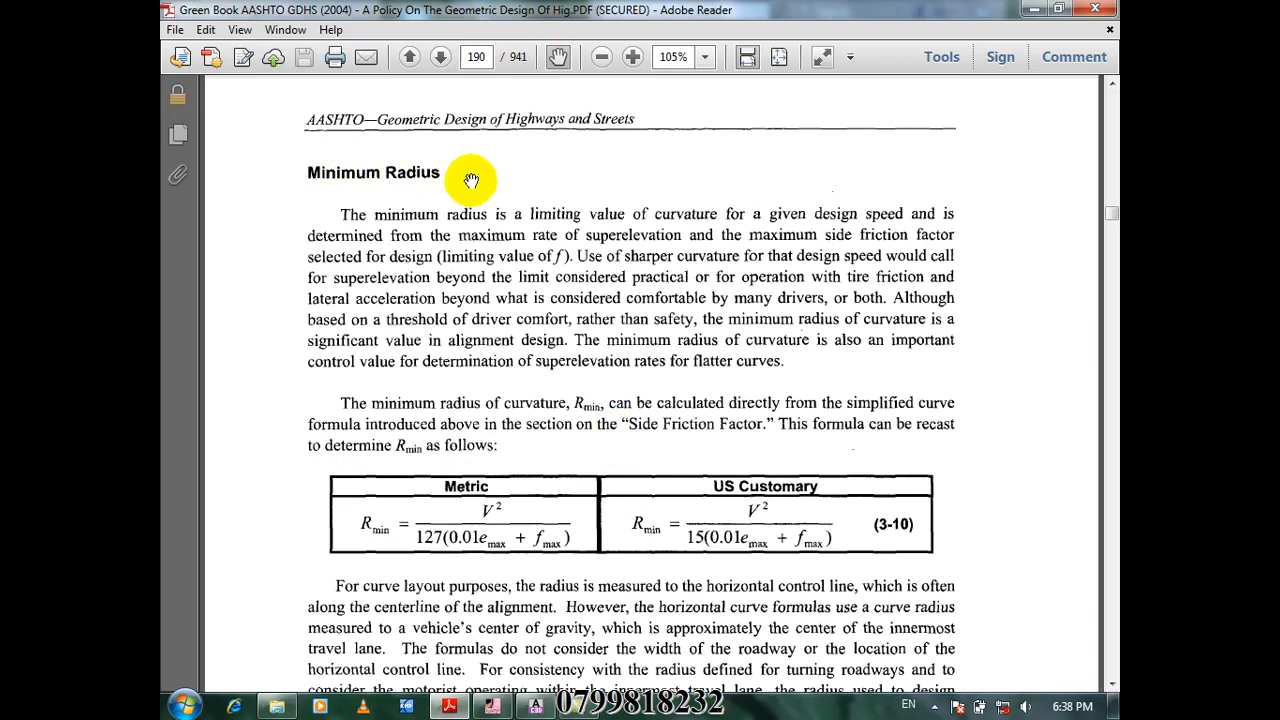 Green Book AASHTO GDHS (2004) - A Policy On The Geometric Design Of Hig.PDF (SECURED) - Adobe Reader
File Edit View Window Help
190 / 941 105% Tools Sign Comment
AASHTO—Geometric Design of Highways and Streets
Minimum Radius
The minimum radius is a limiting value of curvature for a given design speed and is
determined from the maximum rate of superelevation and the maximum side friction factor
selected for design (limiting value of f). Use of sharper curvature for that design speed would call
for superelevation beyond the limit considered practical or for operation with tire friction and
lateral acceleration beyond what is considered comfortable by many drivers, or both. Although
based on a threshold of driver comfort, rather than safety, the minimum radius of curvature is a
significant value in alignment design. The minimum radius of curvature is also an important
control value for determination of superelevation rates for flatter curves.
The minimum radius of curvature, Rmin, can be calculated directly from the simplified curve
formula introduced above in the section on the “Side Friction Factor.” This formula can be recast
to determine Rmin as follows:
Metric US Customary
Rmin = V² / 127(0.01emax + fmax) Rmin = V² / 15(0.01emax + fmax) (3-10)
For curve layout purposes, the radius is measured to the horizontal control line, which is often
along the centerline of the alignment. However, the horizontal curve formulas use a curve radius
measured to a vehicle’s center of gravity, which is approximately the center of the innermost
travel lane. The formulas do not consider the width of the roadway or the location of the
horizontal control line. For consistency with the radius defined for turning roadways and to
consider the motorist operating within the innermost travel lane, the radius used to design
0799818232
EN 6:38 PM